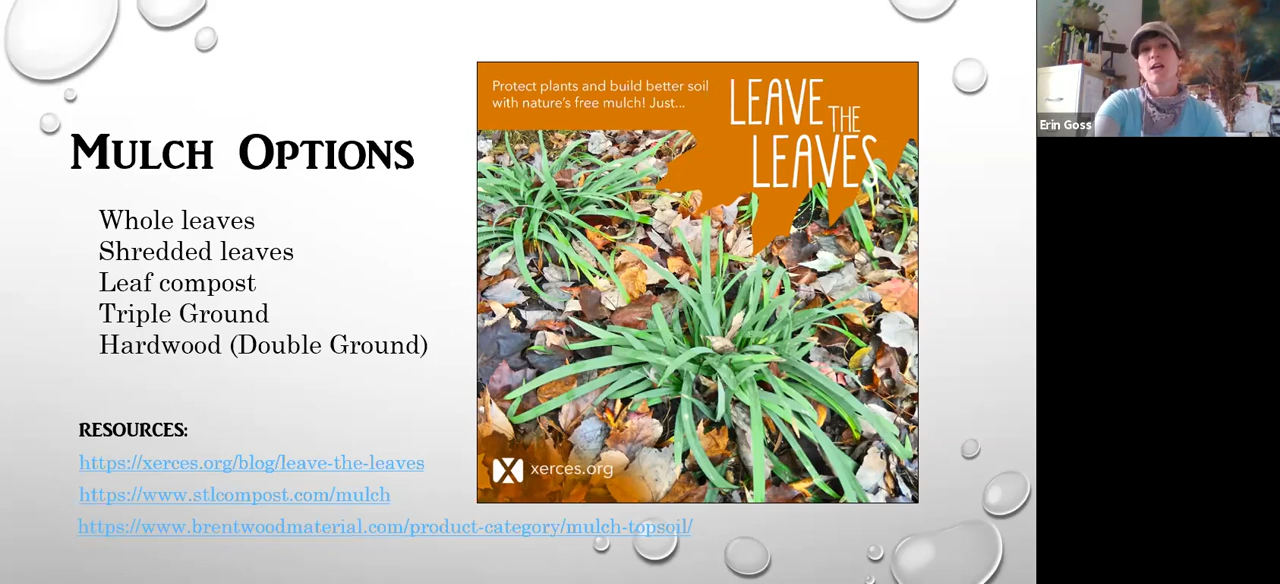 MULCH OPTIONS
Whole leaves
Shredded leaves
Leaf compost
Triple Ground
Hardwood (Double Ground)
RESOURCES:
https://xerces.org/blog/leave-the-leaves
https://www.stlcompost.com/mulch
https://www.brentwoodmaterial.com/product-category/mulch-topsoil/
Protect plants and build better soil
with nature's free mulch! Just...
LEAVE THE
LEAVES
X xerces.org
Erin Goss